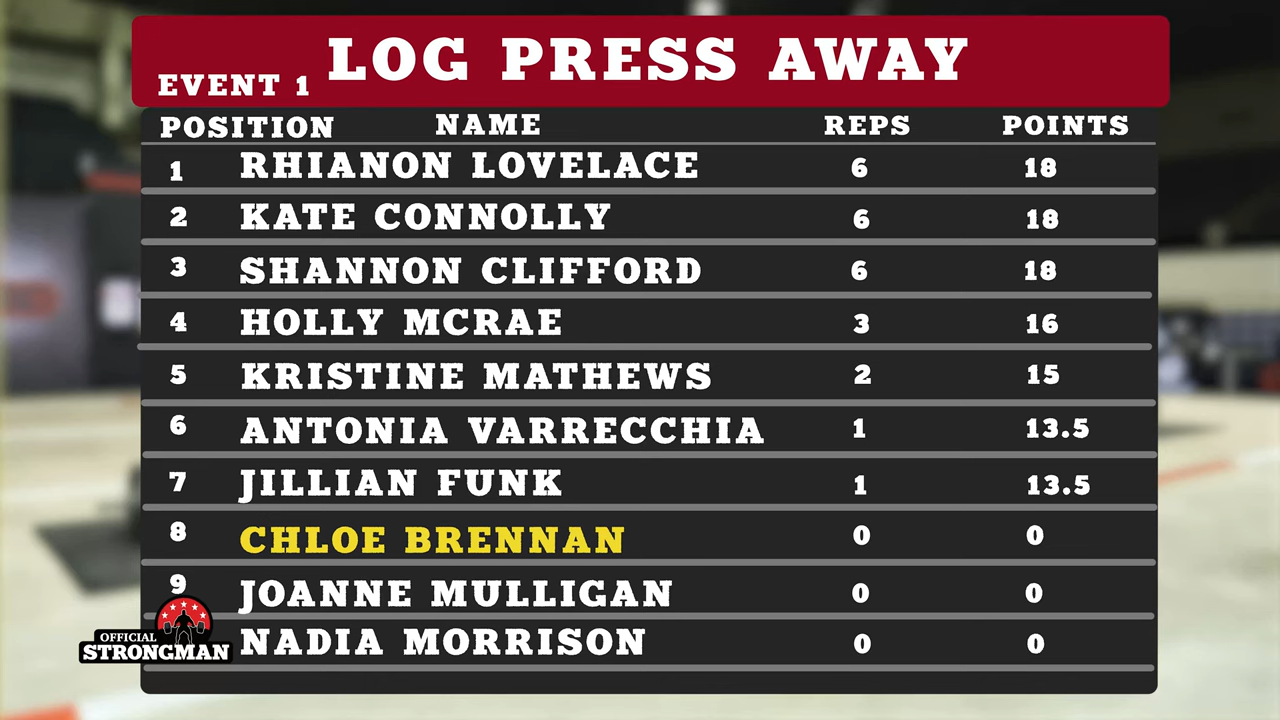 LOG PRESS AWAY
EVENT 1
POSITION NAME REPS POINTS
1 RHIANON LOVELACE 6 18
2 KATE CONNOLLY 6 18
3 SHANNON CLIFFORD 6 18
4 HOLLY MCRAE 3 16
5 KRISTINE MATHEWS 2 15
6 ANTONIA VARRECCHIA 1 13.5
7 JILLIAN FUNK 1 13.5
8 CHLOE BRENNAN 0 0
9 JOANNE MULLIGAN 0 0
NADIA MORRISON 0 0
OFFICIAL
STRONGMAN